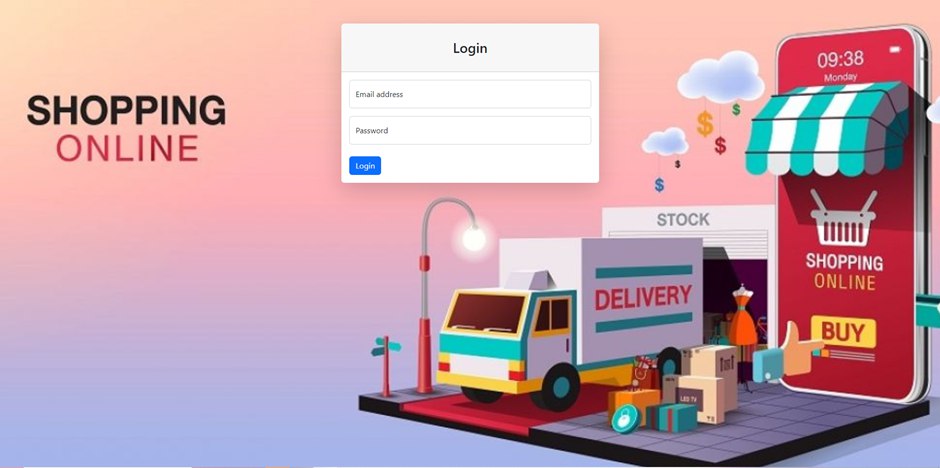 SHOPPING
ONLINE
Login
Email address
Password
Login
09:38
Monday
$
$
$
$
$
STOCK
DELIVERY
SHOPPING
ONLINE
BUY
LED TV